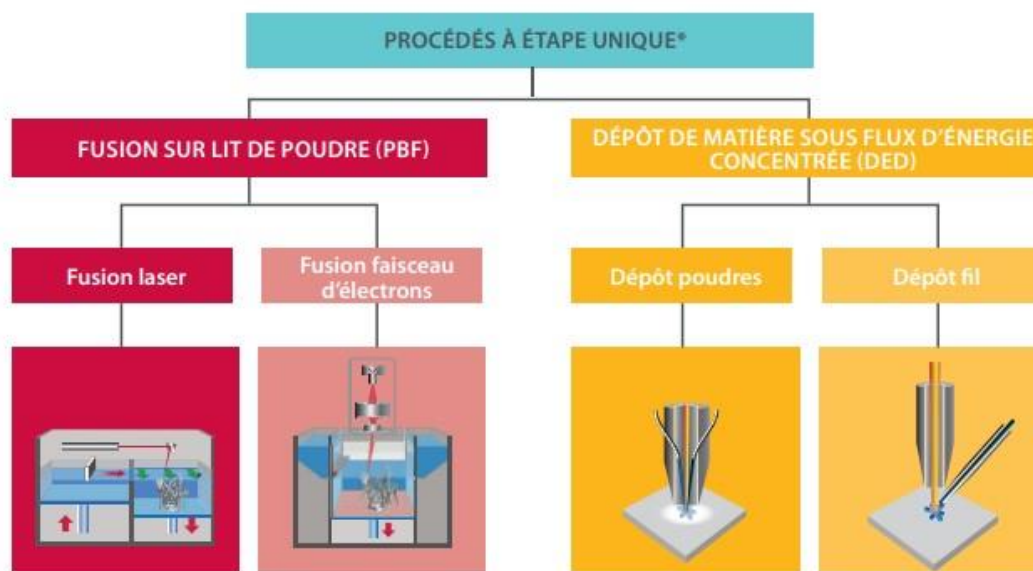 PROCÉDÉS À ÉTAPE UNIQUE*
FUSION SUR LIT DE POUDRE (PBF)
DÉPÔT DE MATIÈRE SOUS FLUX D'ÉNERGIE
CONCENTRÉE (DED)
Fusion laser
Fusion faisceau
d'électrons
Dépôt poudres
Dépôt fil